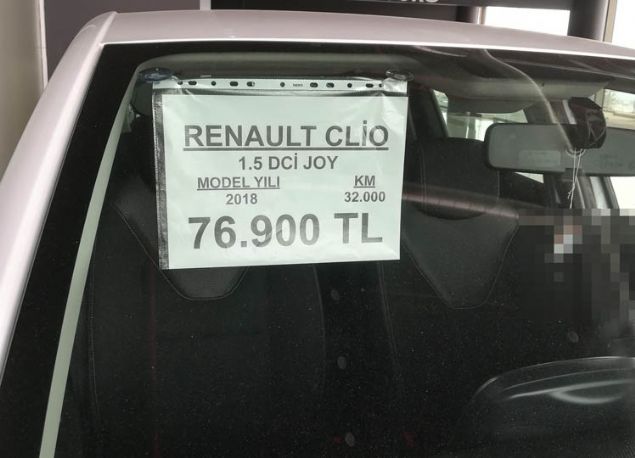 RENAULT CLİO
1.5 DCİ JOY
MODEL YILI KM
2018 32.000
76.900 TL